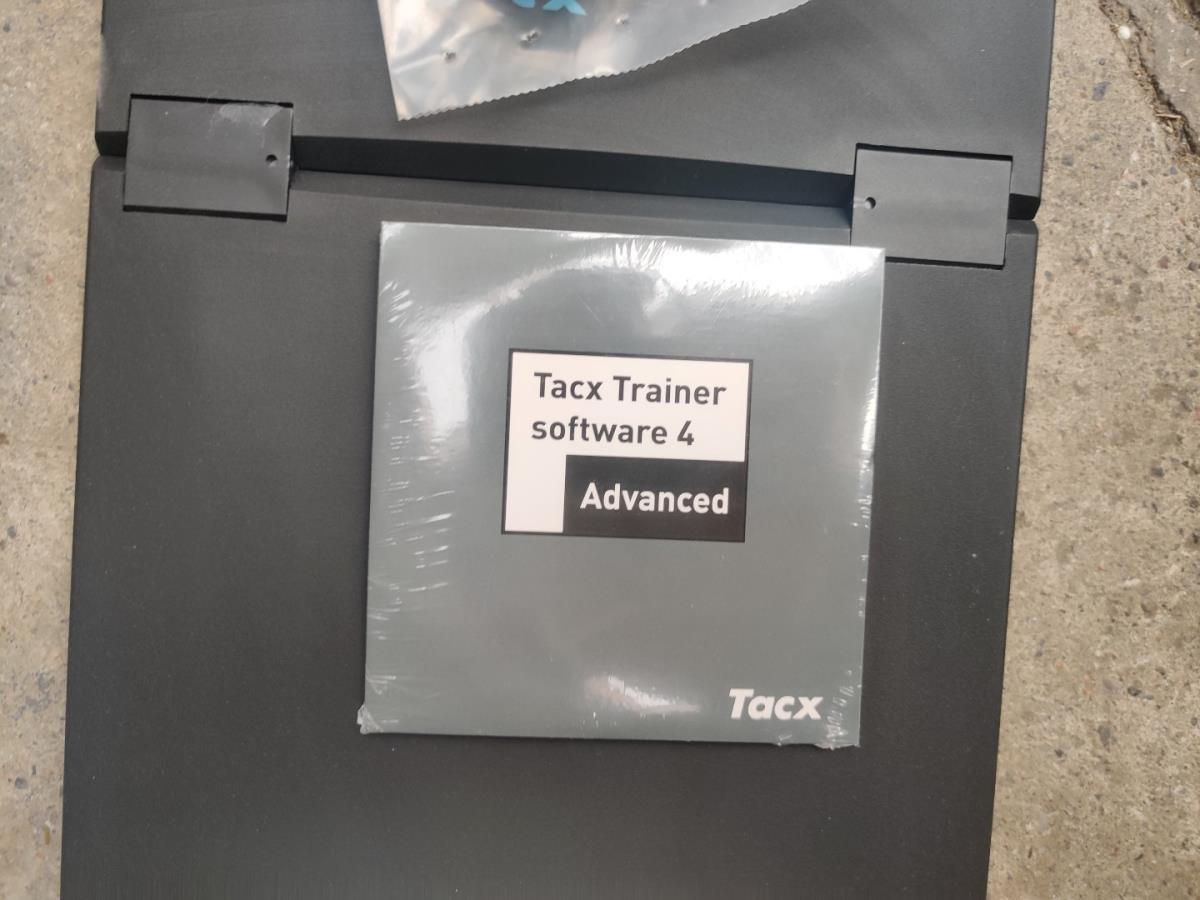 Tacx Trainer
software 4
Advanced
Tacx